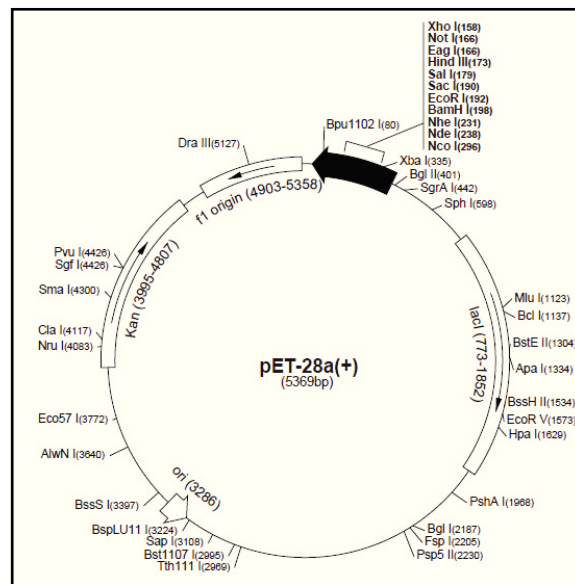 Xho I(158)
Not I(166)
Eag I(166)
Hind III(173)
Sal I(179)
Sac I(190)
EcoR I(192)
BamH I(198)
Nhe I(231)
Nde I(238)
Nco I(296)
Bpu1102 I(80)
Dra III(5127)
Xba I(335)
Bgl II(401)
SgrA I(442)
Sph I(598)
f1 origin (4903-5358)
Pvu I(4426)
Sgf I(4426)
Sma I(4300)
Kan (3995-4807)
Cla I(4117)
Nru I(4083)
Mlu I(1123)
Bcl I(1137)
BstE II(1304)
Apa I(1334)
lacI (773-1852)
BssH II(1534)
EcoR V(1573)
Hpa I(1629)
pET-28a(+)
(5369bp)
Eco57 I(3772)
AlwN I(3640)
ori (3286)
BssS I(3397)
BspLU11 I(3224)
Sap I(3108)
Bst1107 I(2995)
Tth111 I(2969)
PshA I(1968)
Bgl I(2187)
Fsp I(2205)
Psp5 II(2230)